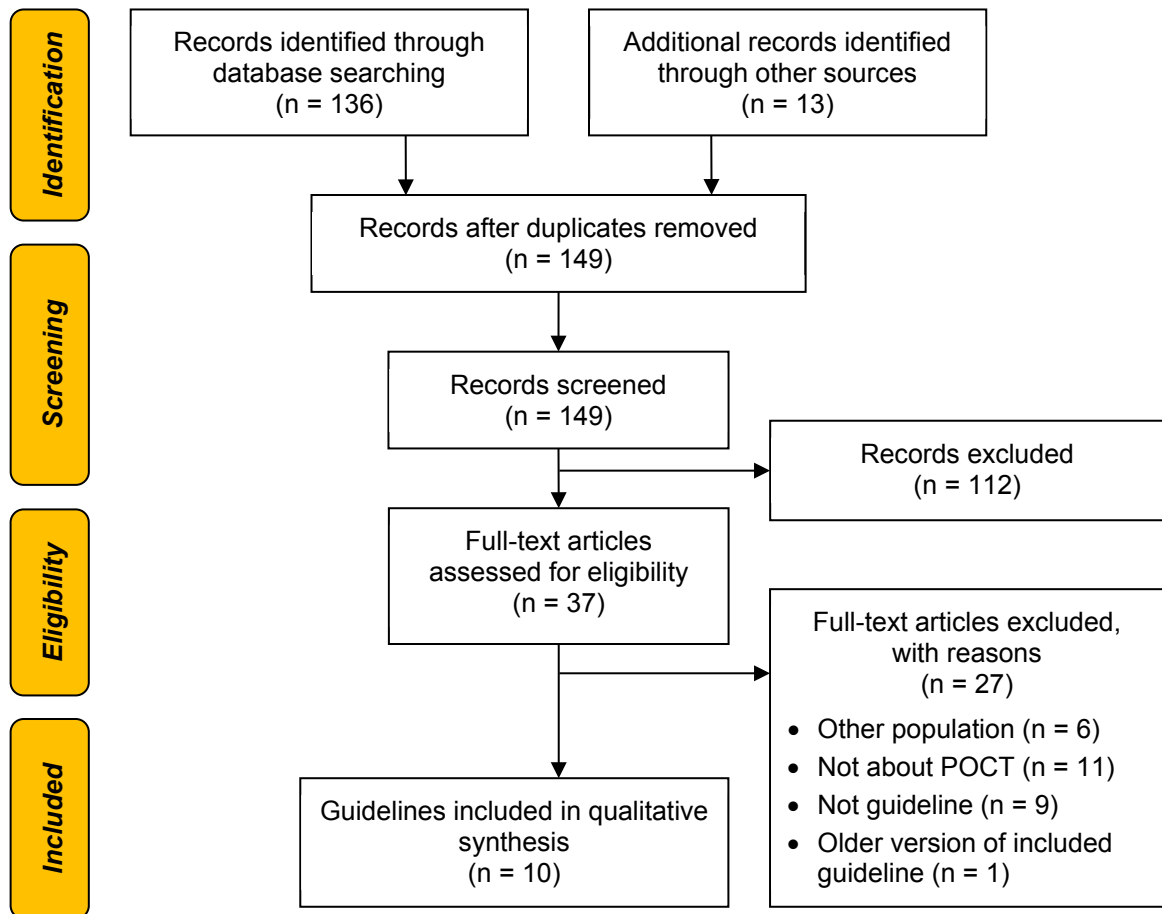 Identification
Records identified through
database searching
(n = 136)
Additional records identified
through other sources
(n = 13)
Records after duplicates removed
(n = 149)
Screening
Records screened
(n = 149)
Records excluded
(n = 112)
Eligibility
Full-text articles
assessed for eligibility
(n = 37)
Full-text articles excluded,
with reasons
(n = 27)
• Other population (n = 6)
• Not about POCT (n = 11)
• Not guideline (n = 9)
• Older version of included
guideline (n = 1)
Included
Guidelines included in qualitative
synthesis
(n = 10)